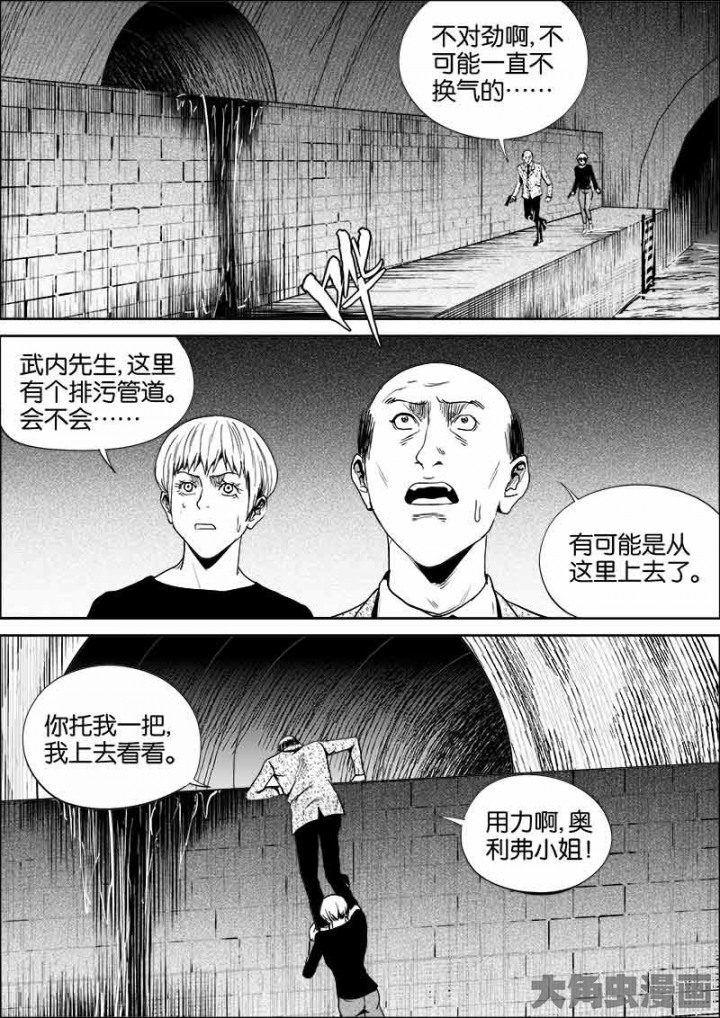 不对劲啊,不
可能一直不
换气的……
武内先生,这里
有个排污管道。
会不会……
有可能是从
这里上去了。
你托我一把,
我上去看看。
用力啊,奥
利弗小姐!
大角虫漫画